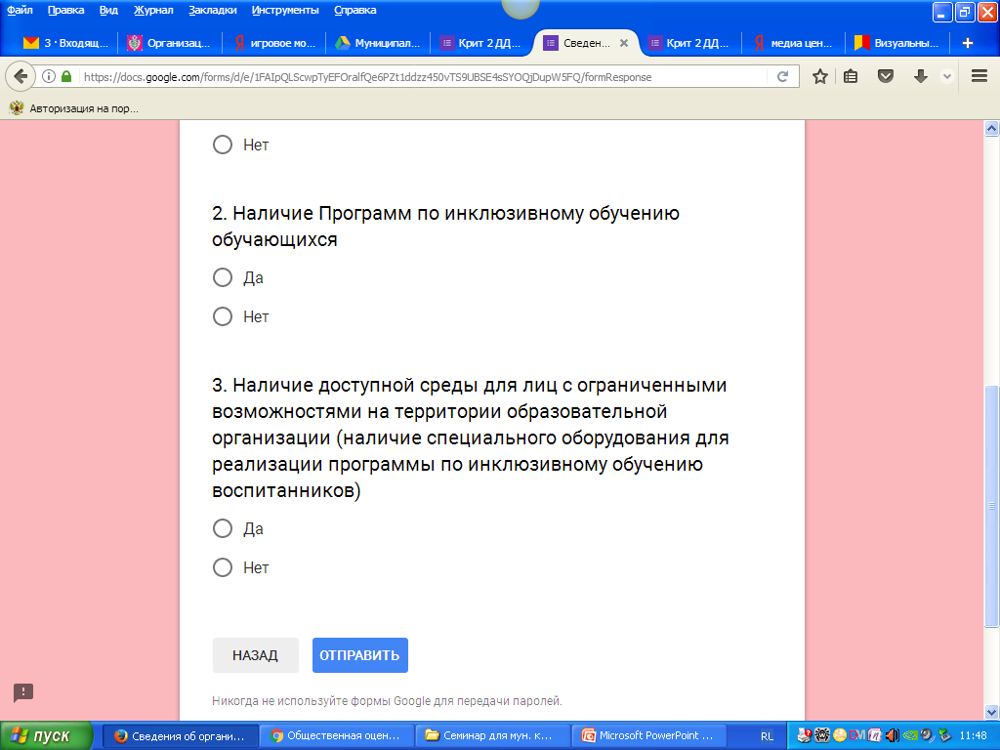 Файл Правка Вид Журнал Закладки Инструменты Справка
3 · Входящ... Организац... игровое мо... Муниципал... Крит 2 ДД... Сведен... Крит 2 ДД... медиа цен... Визуальны...
https://docs.google.com/forms/d/e/1FAIpQLScwpTyEFOralfQe6PZt1ddzz450vTS9UBSE4sSYOQjDupW5FQ/formResponse
Авторизация на пор...
Нет
2. Наличие Программ по инклюзивному обучению
обучающихся
Да
Нет
3. Наличие доступной среды для лиц с ограниченными
возможностями на территории образовательной
организации (наличие специального оборудования для
реализации программы по инклюзивному обучению
воспитанников)
Да
Нет
НАЗАД ОТПРАВИТЬ
Никогда не используйте формы Google для передачи паролей.
пуск Сведения об органи... Общественная оцен... Семинар для мун. к... Microsoft PowerPoint ... RL 11:48